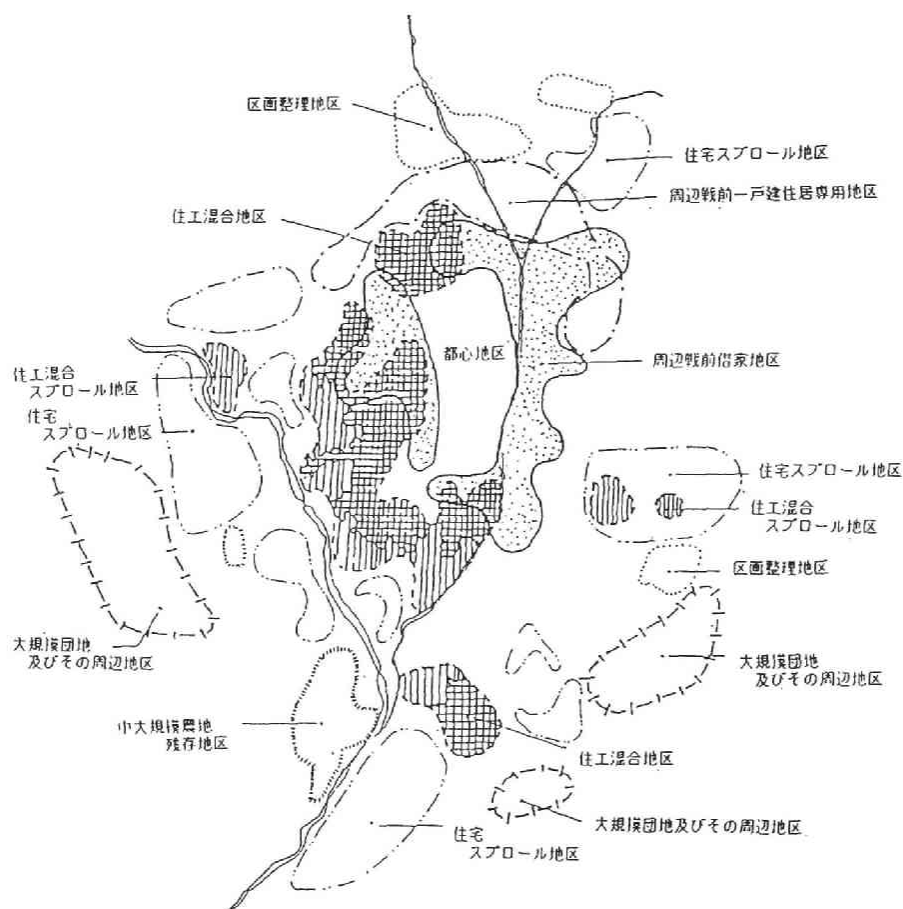 区画整理地区
住宅スプロール地区
周辺戦前一戸建住居専用地区
住工混合地区
都心地区
周辺戦前借家地区
住工混合
スプロール地区
住宅
スプロール地区
住宅スプロール地区
住工混合
スプロール地区
区画整理地区
大規模団地
及びその周辺地区
大規模団地
及びその周辺地区
中大規模農地
残存地区
住工混合地区
大規模団地及びその周辺地区
住宅
スプロール地区